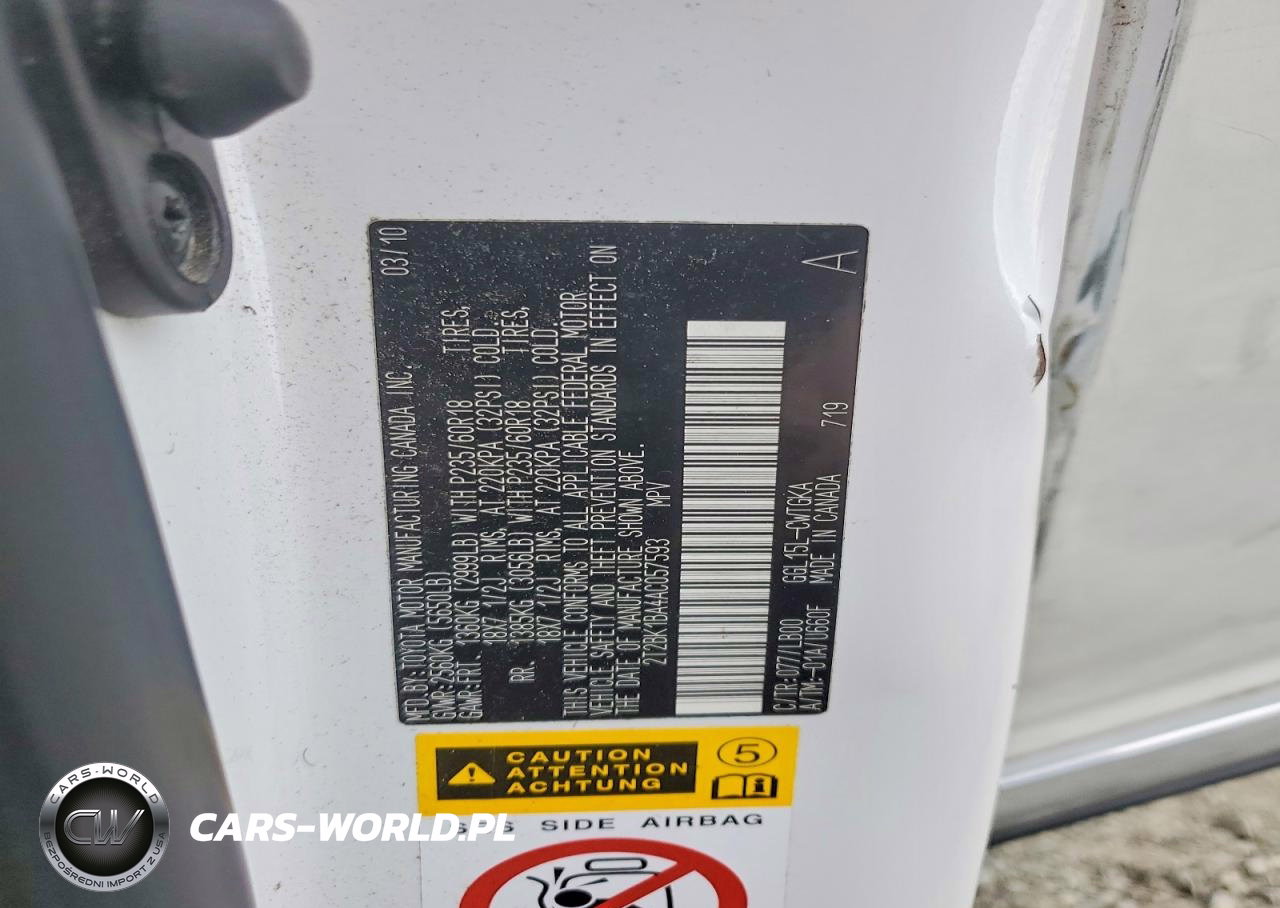 MFD.BY:TOYOTA MOTOR MANUFACTURING CANADA INC. 03/10
GVWR:2560KG (5650LB)
GAWR:FRT. 1360KG (2999LB) WITH P235/60R18 TIRES,
18X7 1/2J RIMS, AT 220KPA (32PSI) COLD.
RR. 1385KG (3056LB) WITH P235/60R18 TIRES,
18X7 1/2J RIMS, AT 220KPA (32PSI) COLD.
THIS VEHICLE CONFORMS TO ALL APPLICABLE FEDERAL MOTOR
VEHICLE SAFETY AND THEFT PREVENTION STANDARDS IN EFFECT ON
THE DATE OF MANUFACTURE SHOWN ABOVE.
2T2BK1BA4AC057593 MPV
C/TR:077/LB00 GGL15L-CWTGKA 719
A/TM:-01A/U660F MADE IN CANADA
A
CAUTION
ATTENTION
ACHTUNG
5
SRS SIDE AIRBAG
CARS-WORLD
CW
BEZPOŚREDNI IMPORT Z USA
CARS-WORLD.PL